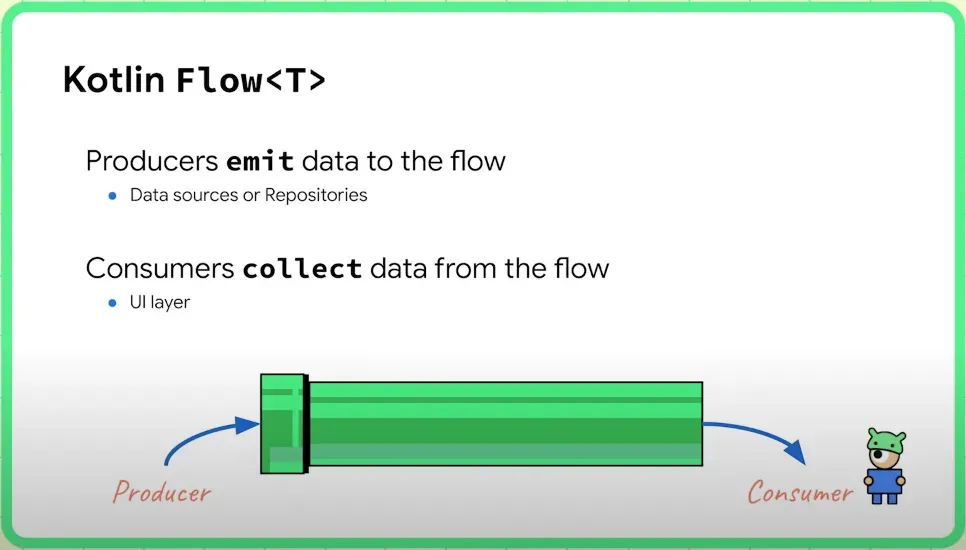 Kotlin Flow<T>
Producers emit data to the flow
Data sources or Repositories
Consumers collect data from the flow
UI layer
Producer
Consumer